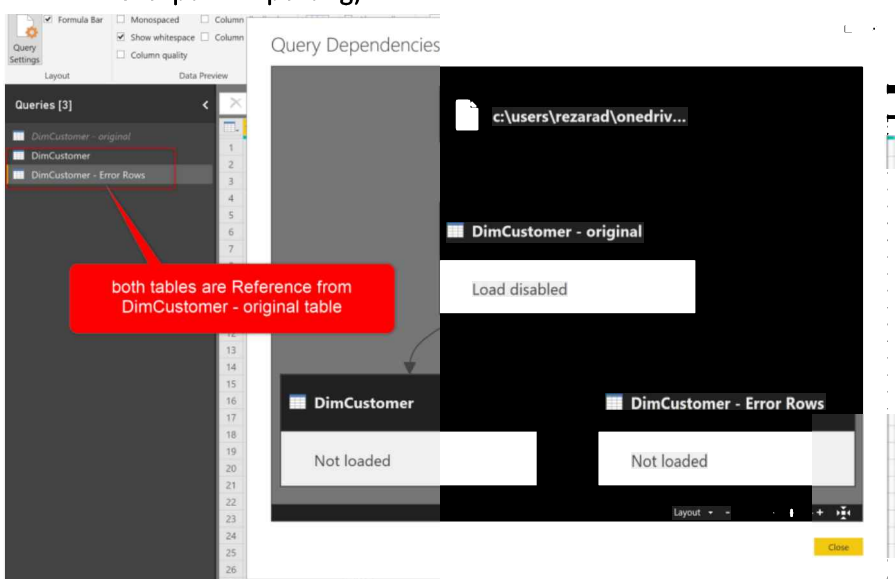 Formula Bar
Monospaced
Column
Show whitespace
Column
Column quality
Query
Settings
Layout
Data Preview
Query Dependencies
Queries [3]
DimCustomer - original
DimCustomer
DimCustomer - Error Rows
1
2
3
4
5
6
7
both tables are Reference from
DimCustomer - original table
13
14
15
16
17
18
19
20
21
22
23
24
25
26
c:\users\rezarad\onedriv...
DimCustomer - original
Load disabled
DimCustomer
Not loaded
DimCustomer - Error Rows
Not loaded
Layout
Close